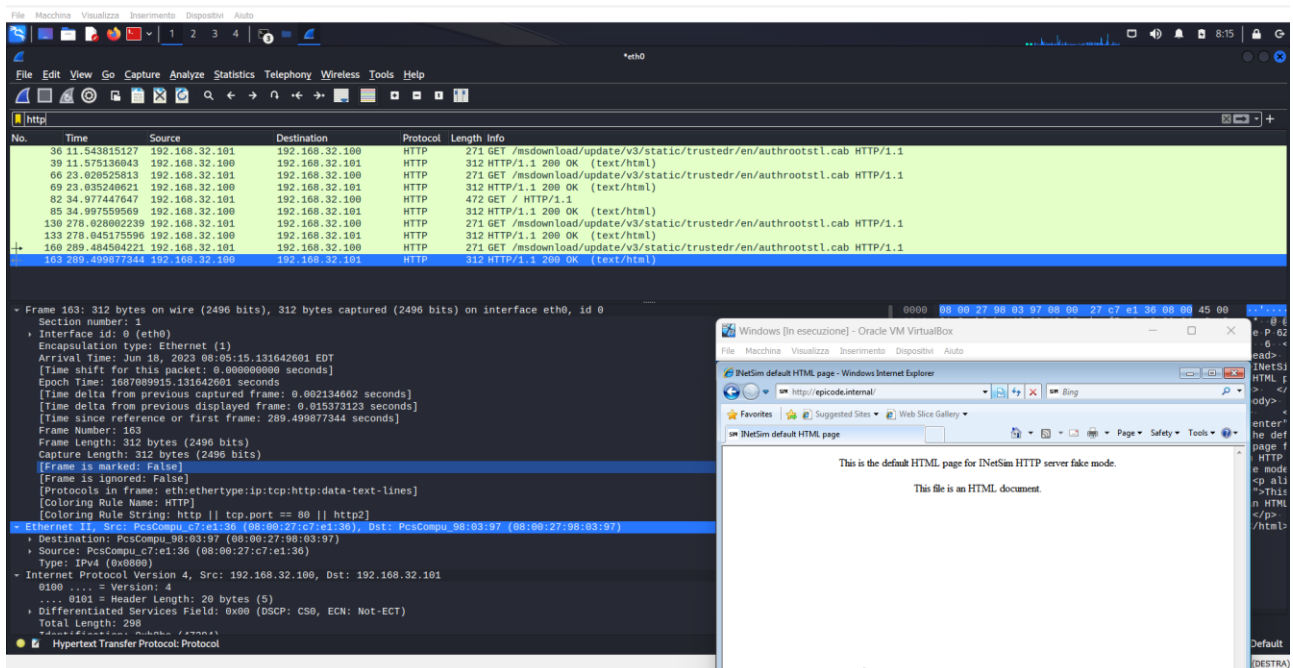 File Macchina Visualizza Inserimento Dispositivi Aiuto
1 2 3 4 8:15
*eth0
File Edit View Go Capture Analyze Statistics Telephony Wireless Tools Help
http
No. Time Source Destination Protocol Length Info
36 11.543815127 192.168.32.101 192.168.32.100 HTTP 271 GET /msdownload/update/v3/static/trustedr/en/authrootstl.cab HTTP/1.1
39 11.575136043 192.168.32.100 192.168.32.101 HTTP 312 HTTP/1.1 200 OK (text/html)
66 23.020525813 192.168.32.101 192.168.32.100 HTTP 271 GET /msdownload/update/v3/static/trustedr/en/authrootstl.cab HTTP/1.1
69 23.035240621 192.168.32.100 192.168.32.101 HTTP 312 HTTP/1.1 200 OK (text/html)
82 34.977447647 192.168.32.101 192.168.32.100 HTTP 472 GET / HTTP/1.1
85 34.997559569 192.168.32.100 192.168.32.101 HTTP 312 HTTP/1.1 200 OK (text/html)
130 278.028002239 192.168.32.101 192.168.32.100 HTTP 271 GET /msdownload/update/v3/static/trustedr/en/authrootstl.cab HTTP/1.1
133 278.045175596 192.168.32.100 192.168.32.101 HTTP 312 HTTP/1.1 200 OK (text/html)
160 289.484504221 192.168.32.101 192.168.32.100 HTTP 271 GET /msdownload/update/v3/static/trustedr/en/authrootstl.cab HTTP/1.1
163 289.499877344 192.168.32.100 192.168.32.101 HTTP 312 HTTP/1.1 200 OK (text/html)
Frame 163: 312 bytes on wire (2496 bits), 312 bytes captured (2496 bits) on interface eth0, id 0
Section number: 1
Interface id: 0 (eth0)
Encapsulation type: Ethernet (1)
Arrival Time: Jun 18, 2023 08:05:15.131642601 EDT
[Time shift for this packet: 0.000000000 seconds]
Epoch Time: 1687089915.131642601 seconds
[Time delta from previous captured frame: 0.002134662 seconds]
[Time delta from previous displayed frame: 0.015373123 seconds]
[Time since reference or first frame: 289.499877344 seconds]
Frame Number: 163
Frame Length: 312 bytes (2496 bits)
Capture Length: 312 bytes (2496 bits)
[Frame is marked: False]
[Frame is ignored: False]
[Protocols in frame: eth:ethertype:ip:tcp:http:data-text-lines]
[Coloring Rule Name: HTTP]
[Coloring Rule String: http || tcp.port == 80 || http2]
Ethernet II, Src: PcsCompu_c7:e1:36 (08:00:27:c7:e1:36), Dst: PcsCompu_98:03:97 (08:00:27:98:03:97)
Destination: PcsCompu_98:03:97 (08:00:27:98:03:97)
Source: PcsCompu_c7:e1:36 (08:00:27:c7:e1:36)
Type: IPv4 (0x0800)
Internet Protocol Version 4, Src: 192.168.32.100, Dst: 192.168.32.101
0100 .... = Version: 4
.... 0101 = Header Length: 20 bytes (5)
Differentiated Services Field: 0x00 (DSCP: CS0, ECN: Not-ECT)
Total Length: 298
Hypertext Transfer Protocol: Protocol
0000 08 00 27 98 03 97 08 00 27 c7 e1 36 08 00 45 00
Windows [In esecuzione] - Oracle VM VirtualBox
File Macchina Visualizza Inserimento Dispositivi Aiuto
INetSim default HTML page - Windows Internet Explorer
http://epicode.internal/ Bing
Favorites Suggested Sites Web Slice Gallery
INetSim default HTML page Page Safety Tools
This is the default HTML page for INetSim HTTP server fake mode.
This file is an HTML document.
e P 62
6 <
ead>
INetSi
HTML p
> </
ody>
<
enter"
he def
page f
HTTP
e mode
<p ali
">This
n HTML
</p>
/html>
Default
(DESTRA)